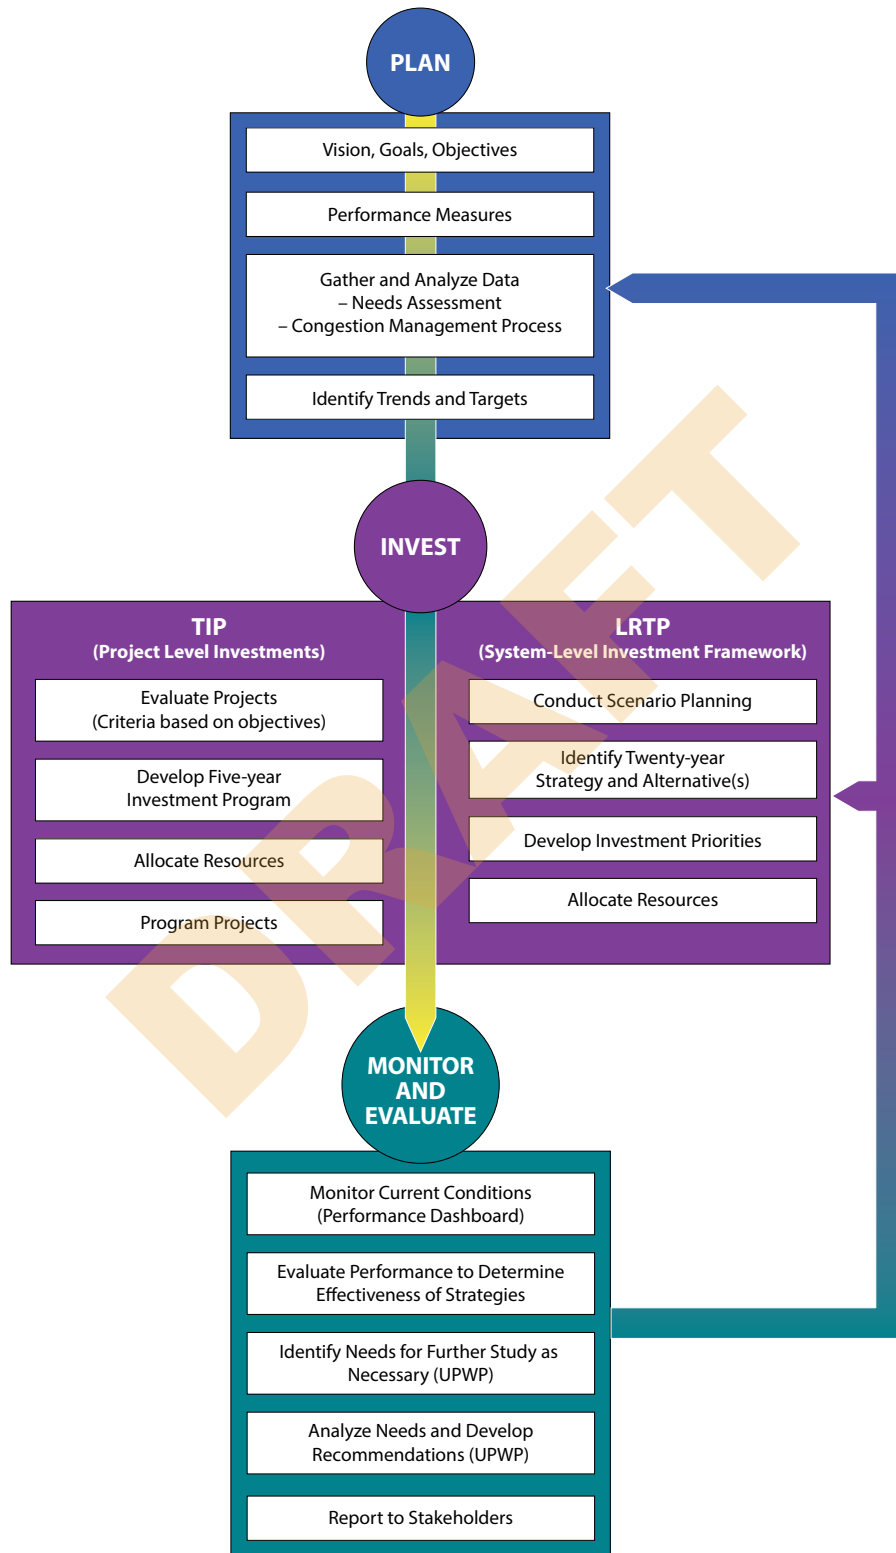 PLAN
Vision, Goals, Objectives
Performance Measures
Gather and Analyze Data
– Needs Assessment
– Congestion Management Process
Identify Trends and Targets
INVEST
TIP
(Project Level Investments)
Evaluate Projects
(Criteria based on objectives)
Develop Five-year
Investment Program
Allocate Resources
Program Projects
LRTP
(System-Level Investment Framework)
Conduct Scenario Planning
Identify Twenty-year
Strategy and Alternative(s)
Develop Investment Priorities
Allocate Resources
DRAFT
MONITOR
AND
EVALUATE
Monitor Current Conditions
(Performance Dashboard)
Evaluate Performance to Determine
Effectiveness of Strategies
Identify Needs for Further Study as
Necessary (UPWP)
Analyze Needs and Develop
Recommendations (UPWP)
Report to Stakeholders